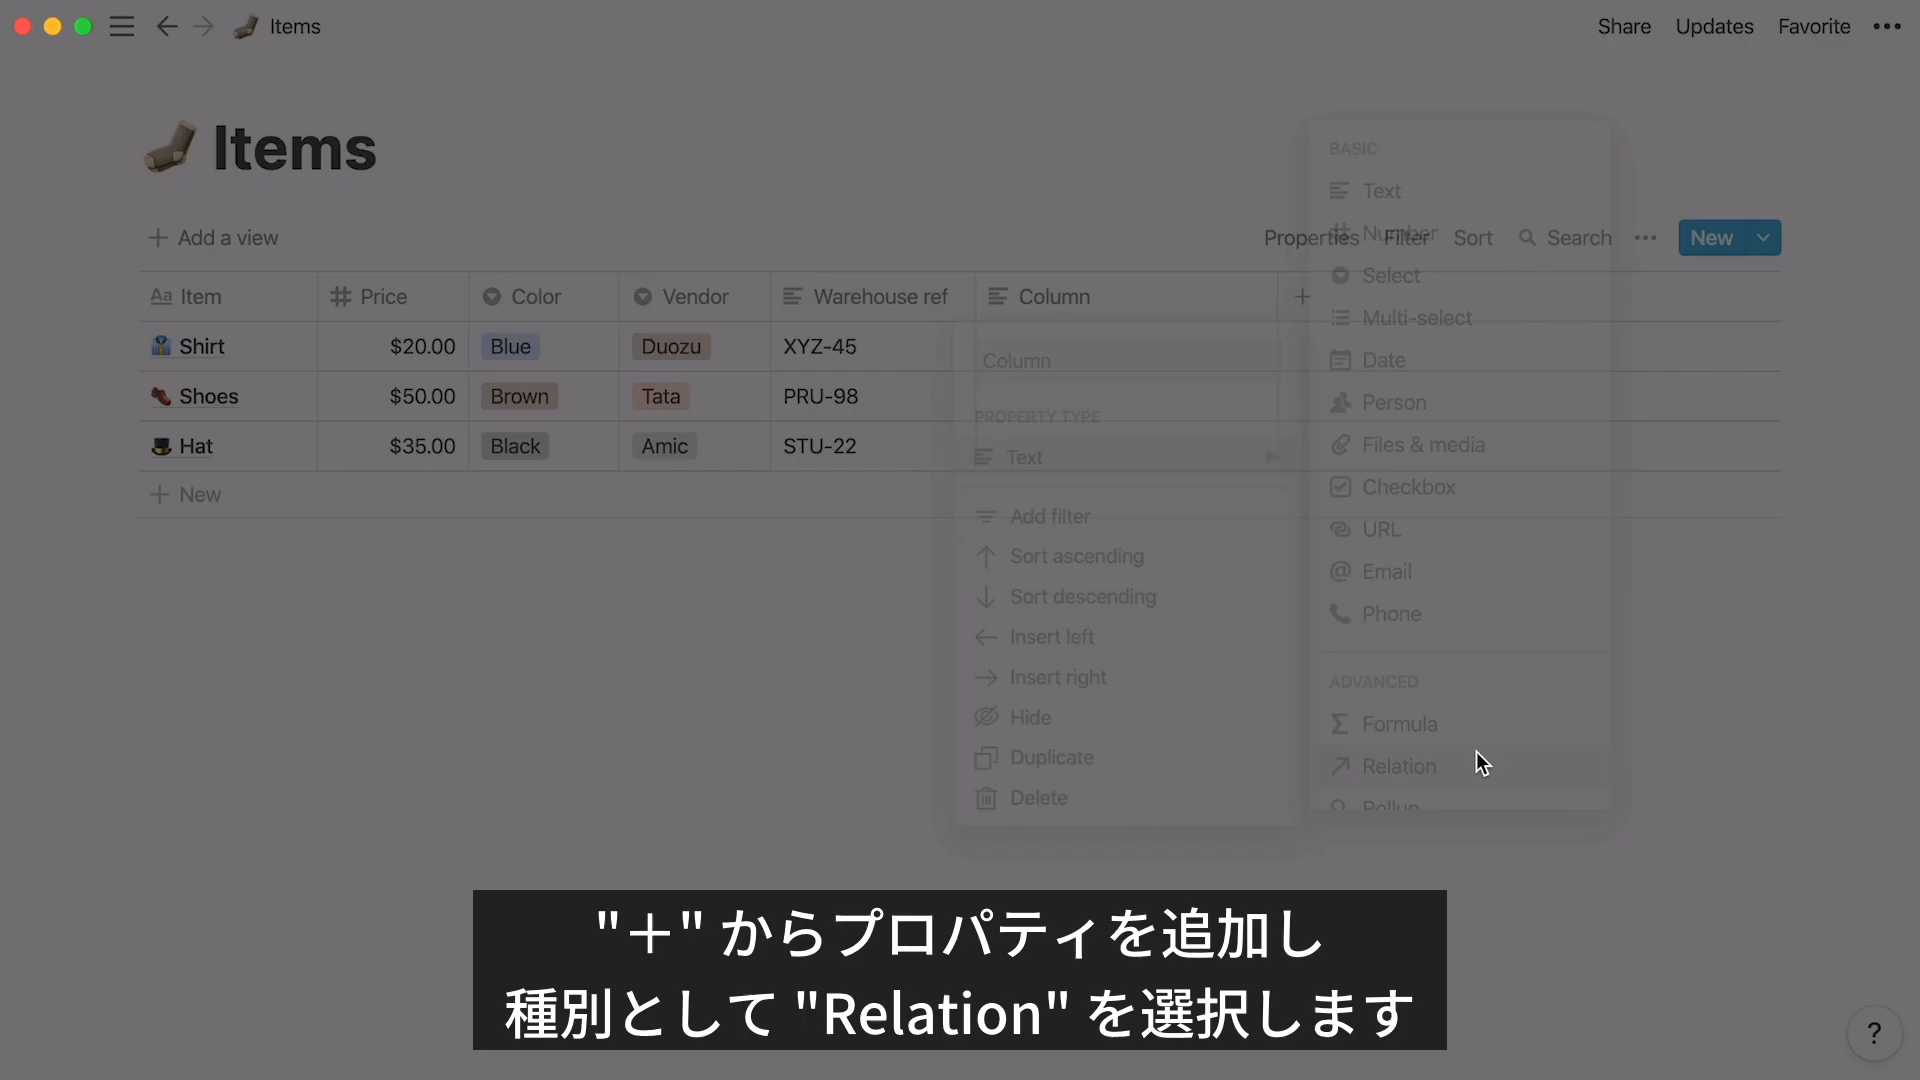 Items
Share Updates Favorite •••
Items
Add a view
Properties Filter Sort Search ••• New
Item Price Color Vendor Warehouse ref Column
Shirt $20.00 Blue Duozu XYZ-45
Shoes $50.00 Brown Tata PRU-98
Hat $35.00 Black Amic STU-22
New
Column
PROPERTY TYPE
Text
Add filter
Sort ascending
Sort descending
Insert left
Insert right
Hide
Duplicate
Delete
BASIC
Text
Number
Select
Multi-select
Date
Person
Files & media
Checkbox
URL
Email
Phone
ADVANCED
Formula
Relation
Rollup
"＋" からプロパティを追加し
種別として "Relation" を選択します
?